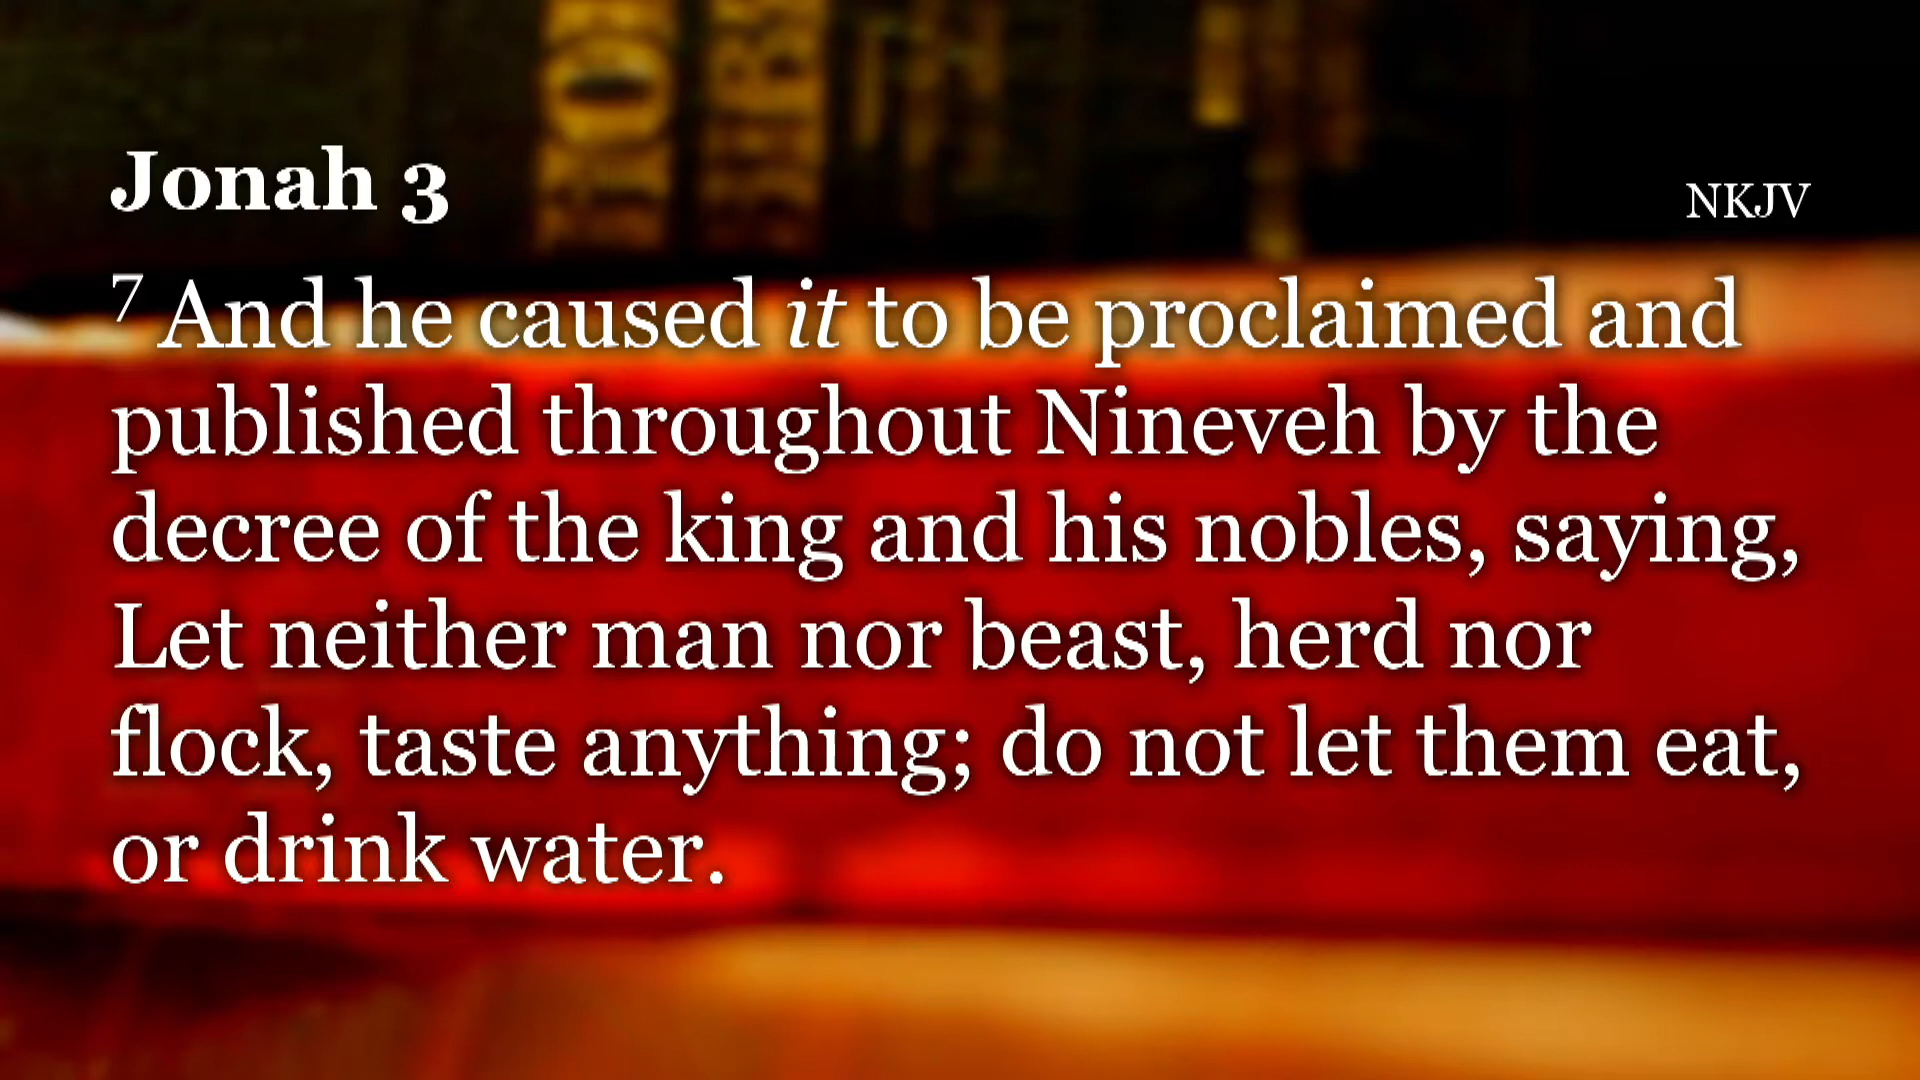 Jonah 3
NKJV
7 And he caused it to be proclaimed and
published throughout Nineveh by the
decree of the king and his nobles, saying,
Let neither man nor beast, herd nor
flock, taste anything; do not let them eat,
or drink water.